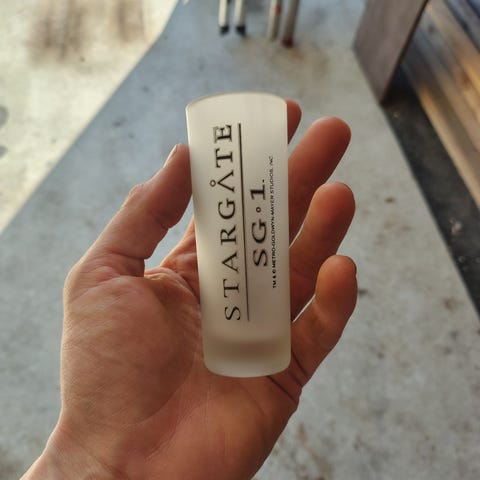 STARGÅTE
SG•1.
TM & © METRO-GOLDWYN-MAYER STUDIOS, INC.